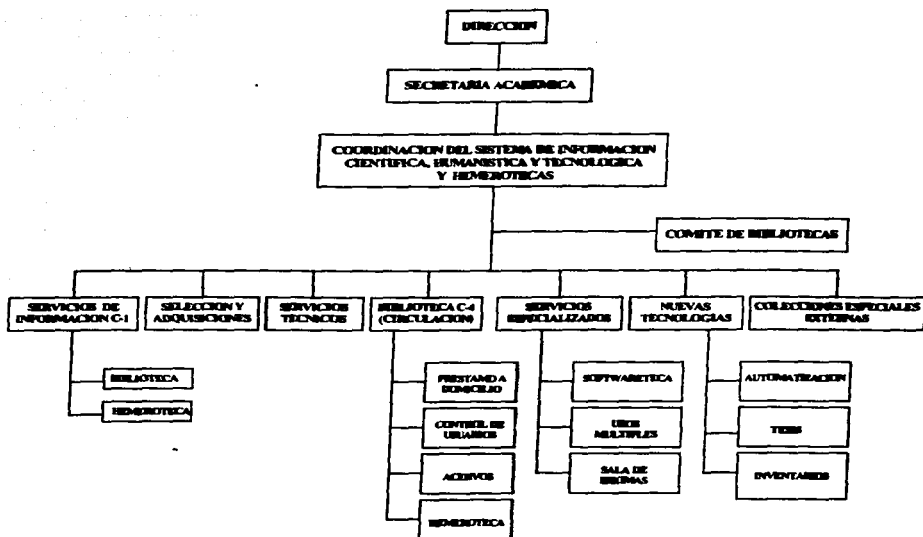 DIRECCION
SECRETARIA ACADEMICA
COORDINACION DEL SISTEMA DE INFORMACION
CIENTIFICA, HUMANISTICA Y TECNOLOGICA
Y HEMEROTECAS
COMITE DE BIBLIOTECAS
SERVICIOS DE
INFORMACION C-1
SELECCION Y
ADQUISICIONES
SERVICIOS
TECNICOS
BIBLIOTECA C-4
(CIRCULACION)
SERVICIOS
ESPECIALIZADOS
NUEVAS
TECNOLOGIAS
COLECCIONES ESPECIALES
EXTERNAS
BIBLIOTECA
HEMEROTECA
PRESTAMO A
DOMICILIO
CONTROL DE
USUARIOS
ACERVOS
HEMEROTECA
SOFTWARETECA
USOS
MULTIPLES
SALA DE
IDIOMAS
AUTOMATIZACION
TESIS
INVENTARIOS